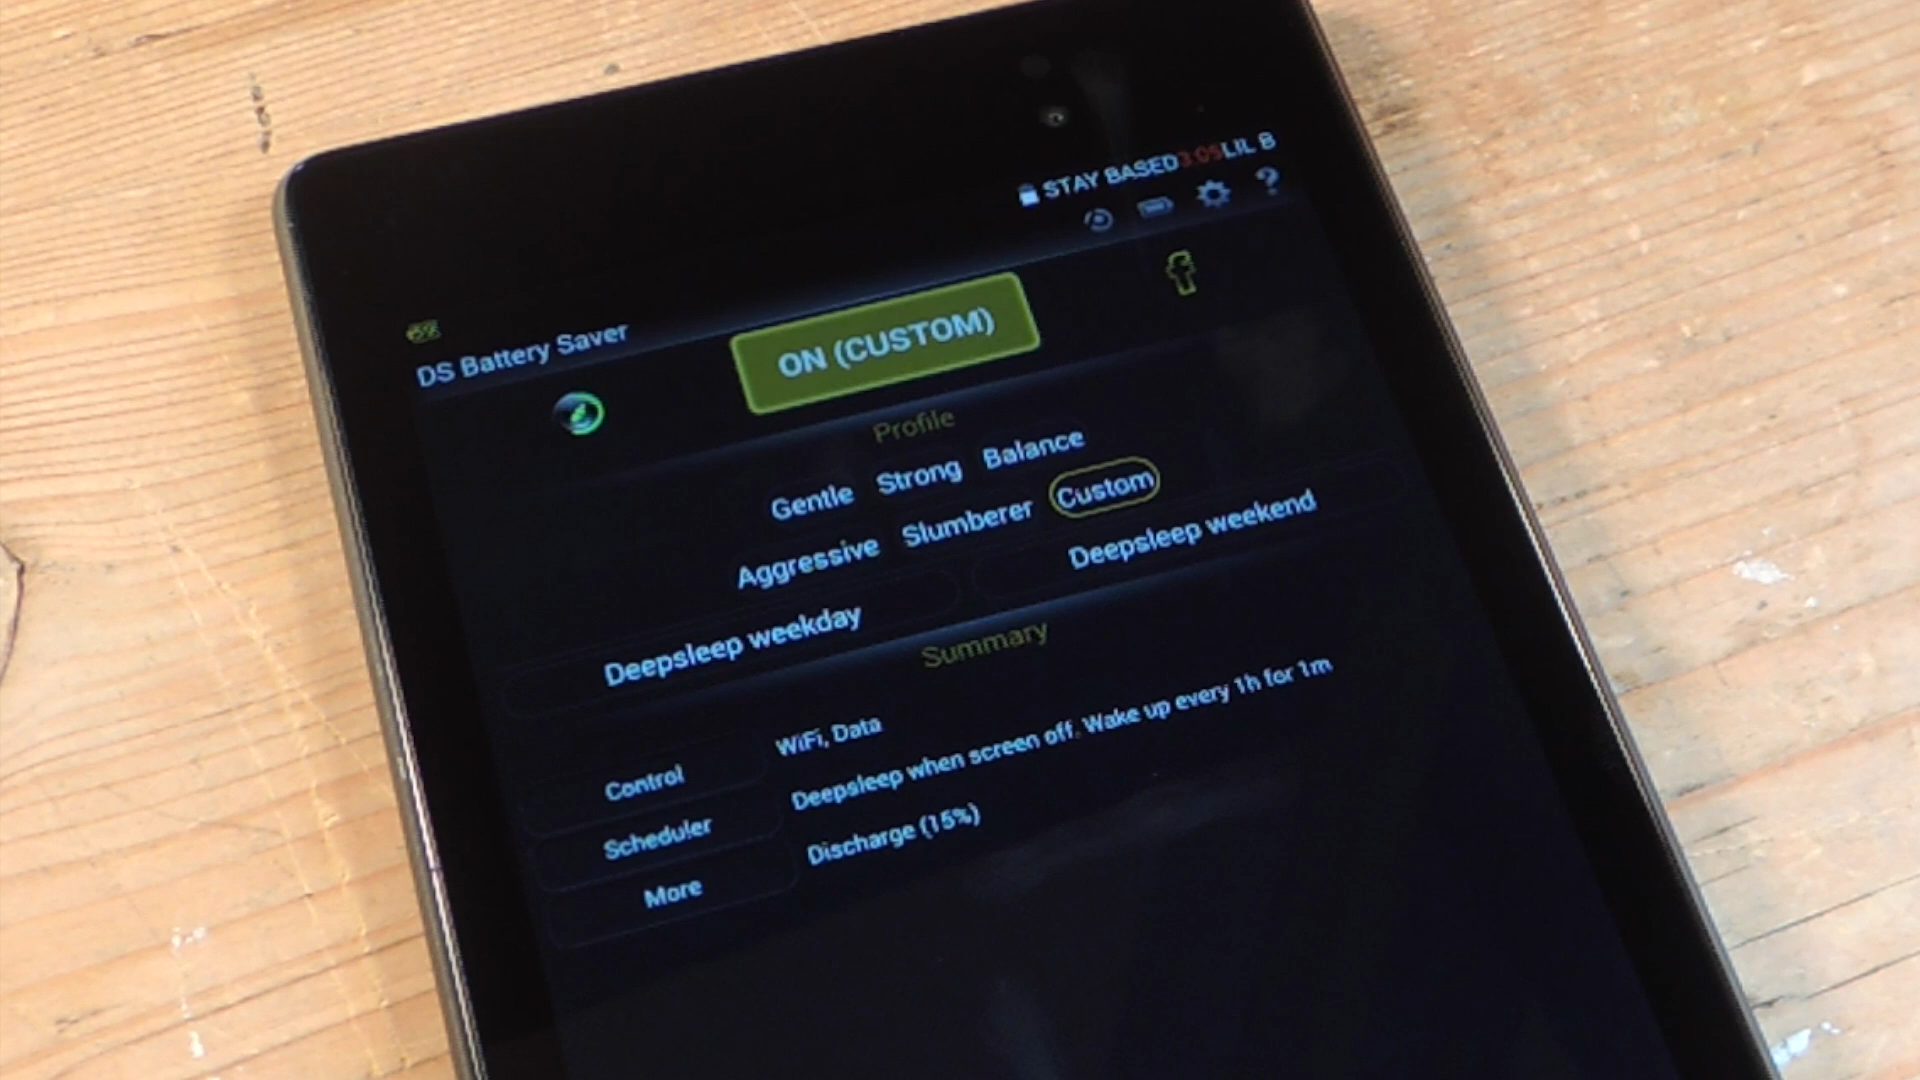 STAY BASED 3:05 LIL B
DS Battery Saver
?
ON (CUSTOM)
f
Profile
Gentle Strong Balance
Aggressive Slumberer Custom
Deepsleep weekday Deepsleep weekend
Summary
Control WiFi, Data
Scheduler Deepsleep when screen off. Wake up every 1h for 1m
More Discharge (15%)